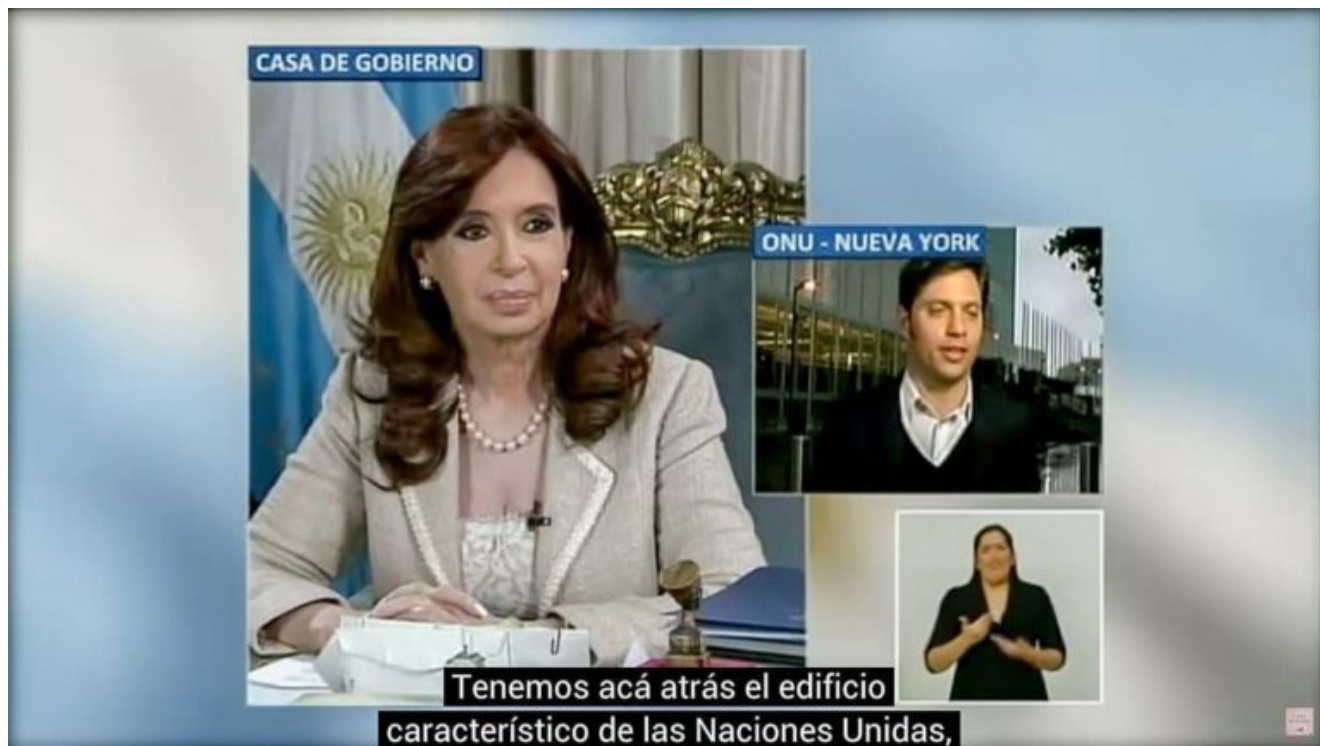 CASA DE GOBIERNO
ONU - NUEVA YORK
Tenemos acá atrás el edificio
característico de las Naciones Unidas,